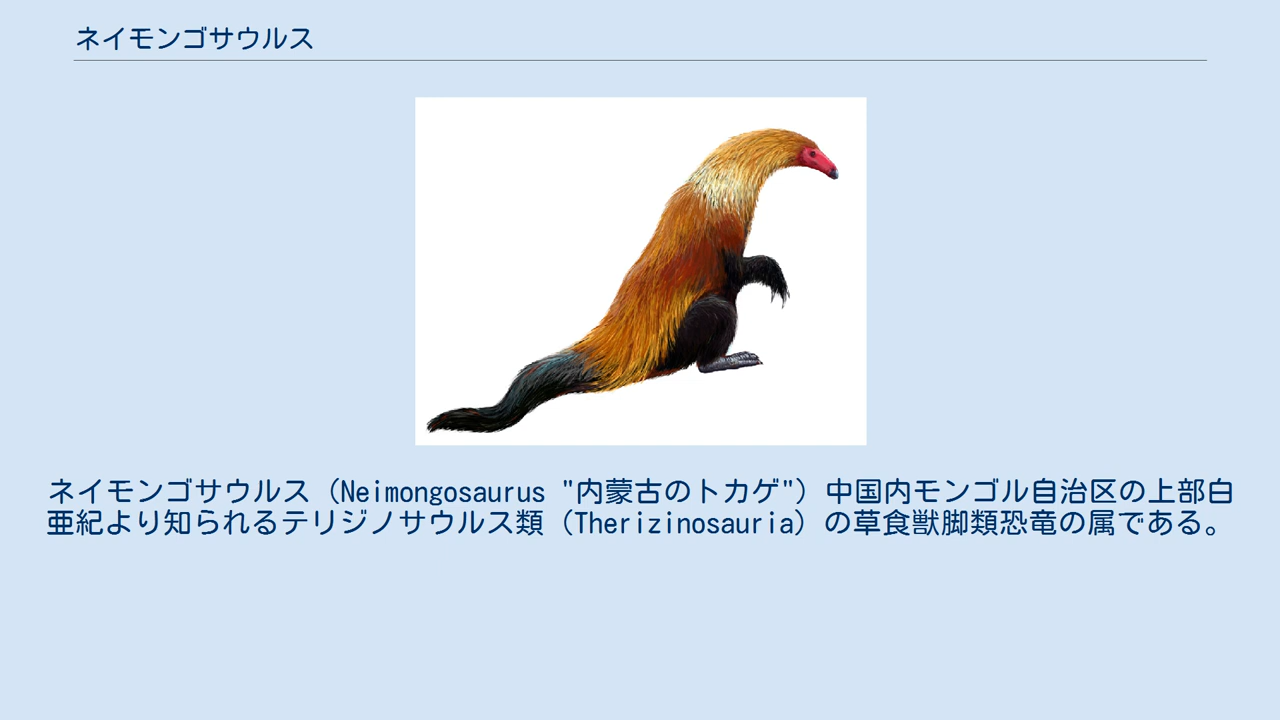 ネイモンゴサウルス
ネイモンゴサウルス（Neimongosaurus "内蒙古のトカゲ"）中国内モンゴル自治区の上部白
亜紀より知られるテリジノサウルス類（Therizinosauria）の草食獣脚類恐竜の属である。